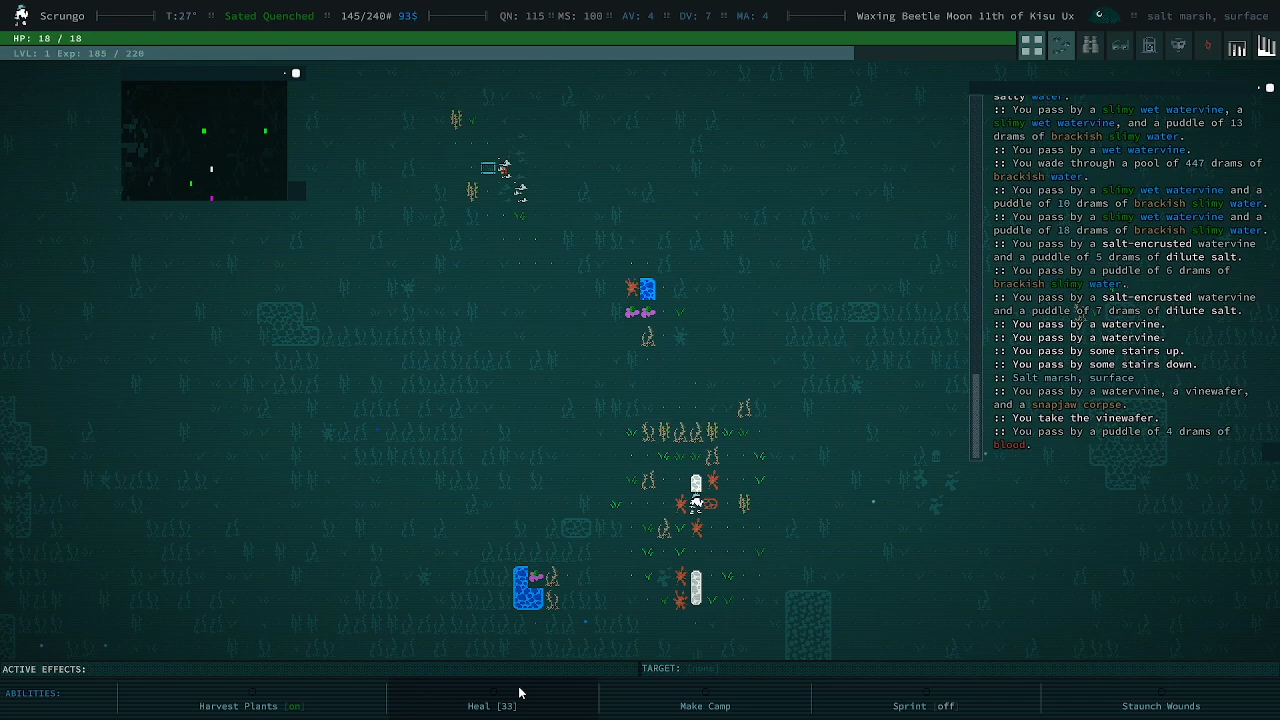 Scrungo T:27° Sated Quenched 145/240# 93$ QN: 115 MS: 100 AV: 4 DV: 7 MA: 4 Waxing Beetle Moon 11th of Kisu Ux salt marsh, surface
HP: 18 / 18
LVL: 1 Exp: 185 / 220
salty water.
:: You pass by a slimy wet watervine, a
slimy wet watervine, and a puddle of 13
drams of brackish slimy water.
:: You pass by a wet watervine.
:: You wade through a pool of 447 drams of
brackish water.
:: You pass by a slimy wet watervine and a
puddle of 10 drams of brackish slimy water.
:: You pass by a slimy wet watervine and a
puddle of 18 drams of brackish slimy water.
:: You pass by a salt-encrusted watervine
and a puddle of 5 drams of dilute salt.
:: You pass by a puddle of 6 drams of
brackish slimy water.
:: You pass by a salt-encrusted watervine
and a puddle of 7 drams of dilute salt.
:: You pass by a watervine.
:: You pass by a watervine.
:: You pass by some stairs up.
:: You pass by some stairs down.
:: Salt marsh, surface
:: You pass by a watervine, a vinewafer,
and a snapjaw corpse.
:: You take the vinewafer.
:: You pass by a puddle of 4 drams of
blood.
ACTIVE EFFECTS: TARGET: [none]
ABILITIES: Harvest Plants [on] Heal [33] Make Camp Sprint [off] Staunch Wounds